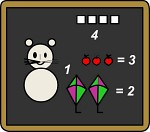 4
1
= 3
= 2